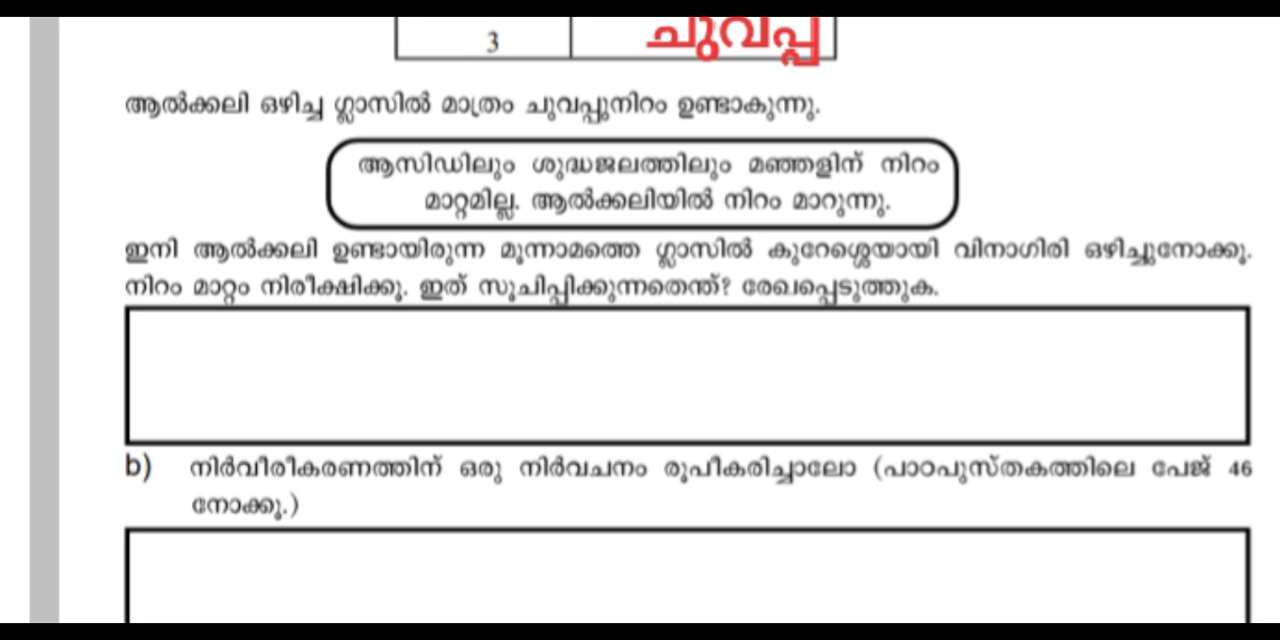 3 ചുവപ്പ്
ആൽക്കലി ഒഴിച്ച ഗ്ലാസിൽ മാത്രം ചുവപ്പുനിറം ഉണ്ടാകുന്നു.
ആസിഡിലും ശുദ്ധജലത്തിലും മഞ്ഞളിന് നിറം
മാറ്റമില്ല. ആൽക്കലിയിൽ നിറം മാറുന്നു.
ഇനി ആൽക്കലി ഉണ്ടായിരുന്ന മൂന്നാമത്തെ ഗ്ലാസിൽ കുറേശ്ശെയായി വിനാഗിരി ഒഴിച്ചുനോക്കൂ.
നിറം മാറ്റം നിരീക്ഷിക്കൂ. ഇത് സൂചിപ്പിക്കുന്നതെന്ത്? രേഖപ്പെടുത്തുക.
b) നിർവീരീകരണത്തിന് ഒരു നിർവചനം രൂപീകരിച്ചാലോ (പാഠപുസ്തകത്തിലെ പേജ് 46
നോക്കൂ.)